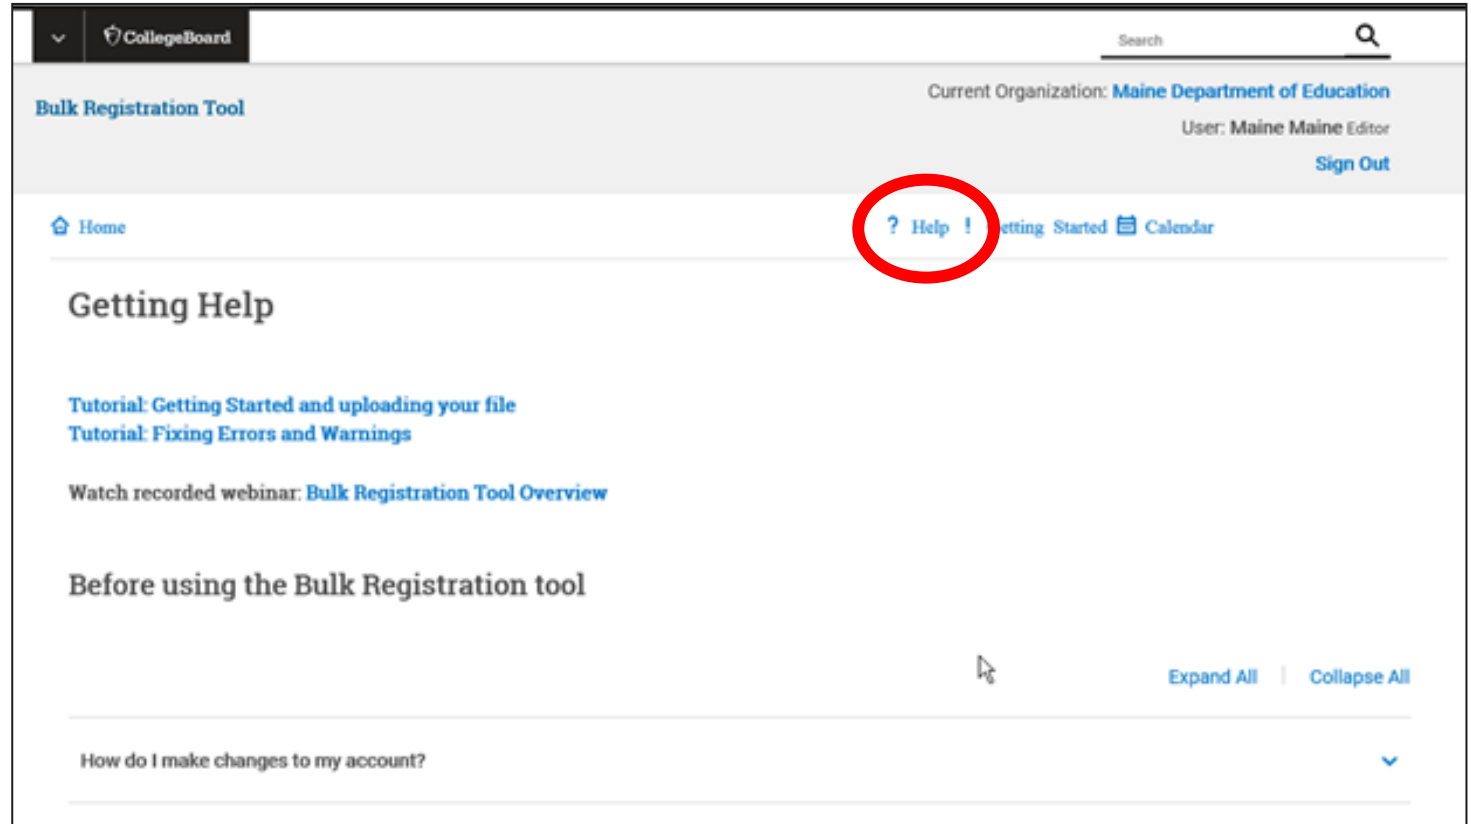 CollegeBoard
Search
Bulk Registration Tool
Current Organization: Maine Department of Education
User: Maine Maine Editor
Sign Out
Home
? Help ! etting Started Calendar
Getting Help
Tutorial: Getting Started and uploading your file
Tutorial: Fixing Errors and Warnings
Watch recorded webinar: Bulk Registration Tool Overview
Before using the Bulk Registration tool
Expand All | Collapse All
How do I make changes to my account?